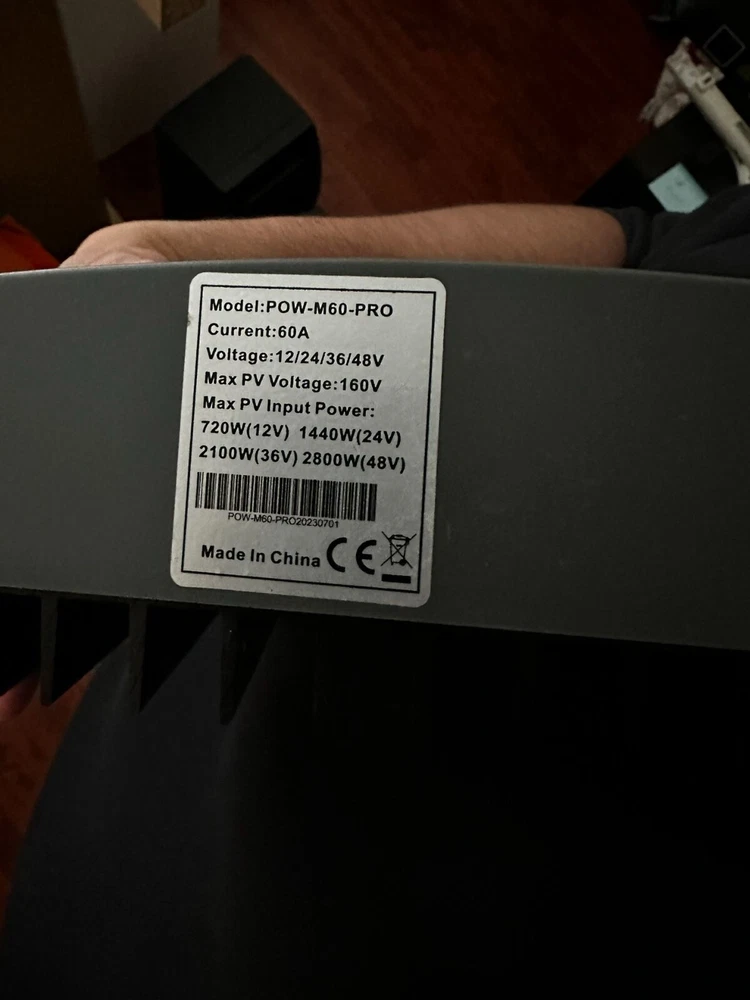 Model:POW-M60-PRO
Current:60A
Voltage:12/24/36/48V
Max PV Voltage:160V
Max PV Input Power:
720W(12V) 1440W(24V)
2100W(36V) 2800W(48V)
POW-M60-PRO20230701
Made In China CE